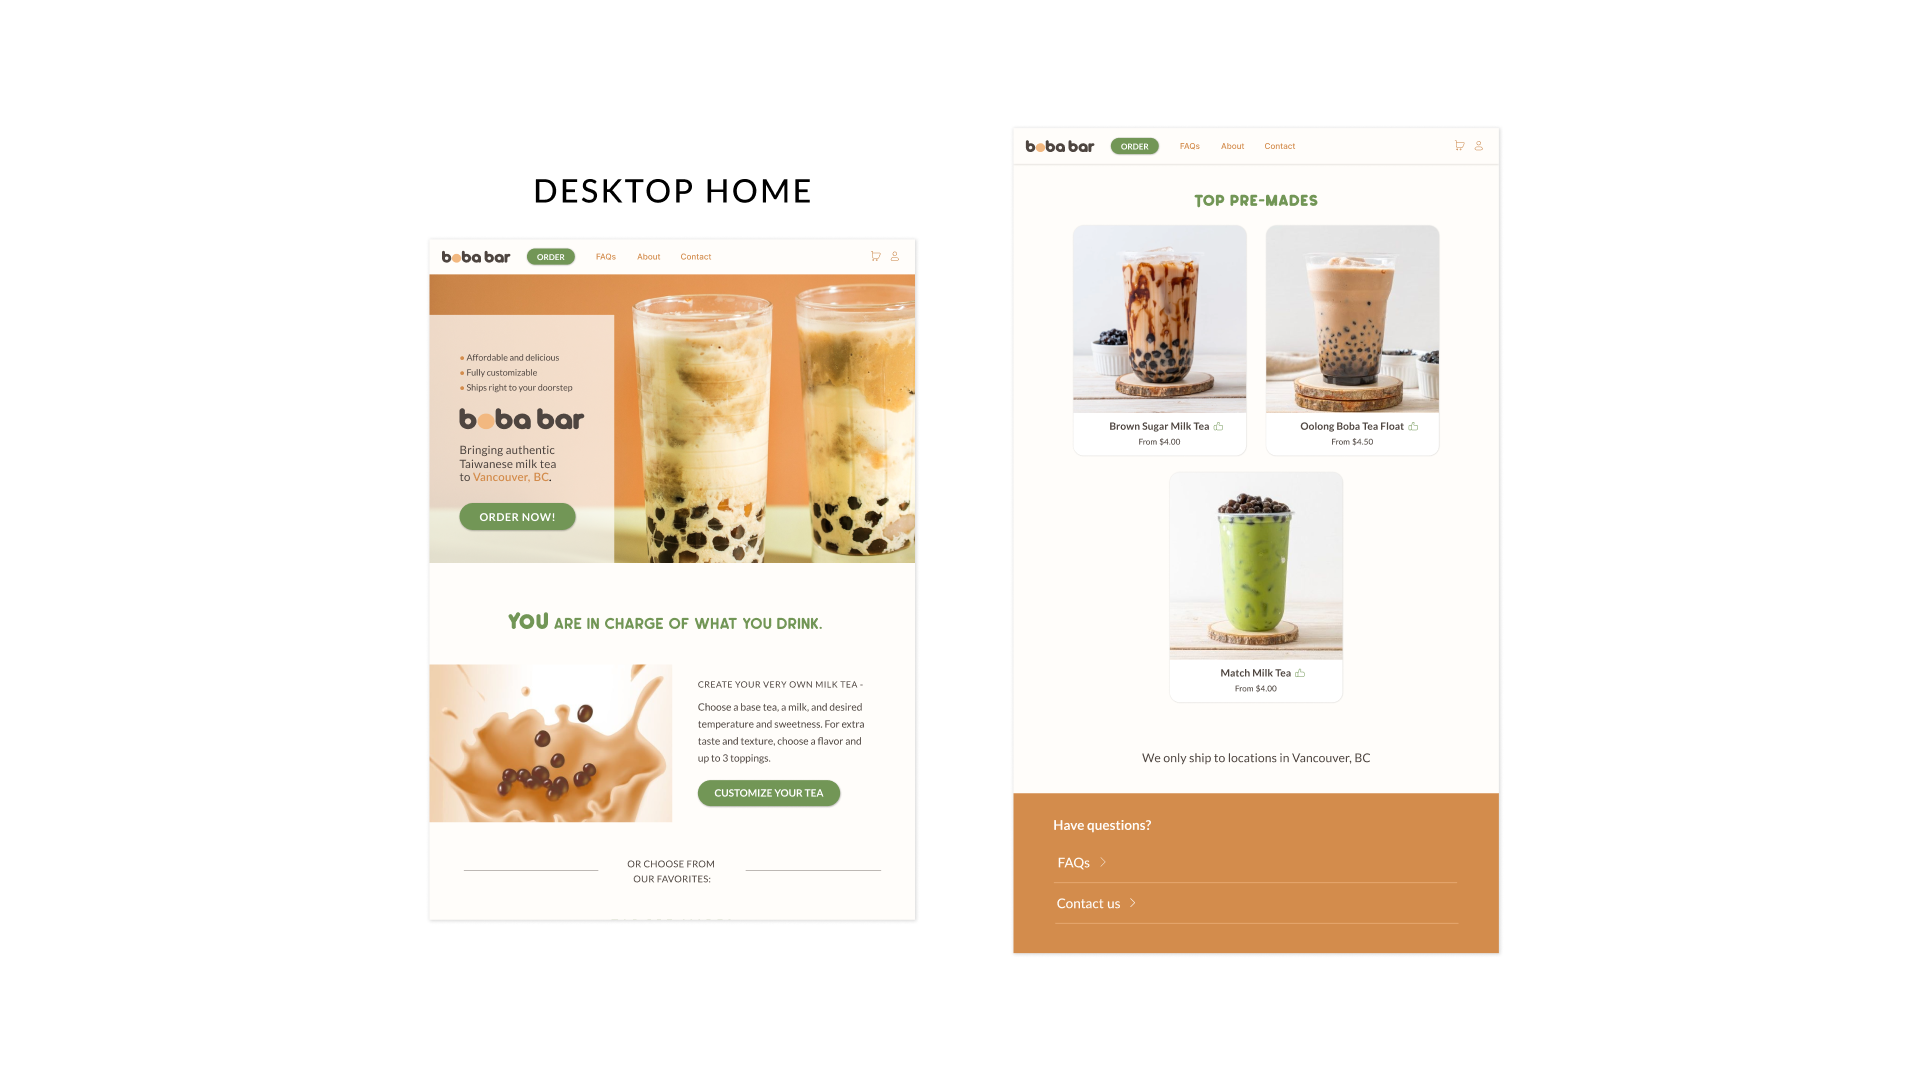 DESKTOP HOME
boba bar
ORDER
FAQs
About
Contact
• Affordable and delicious
• Fully customizable
• Ships right to your doorstep
boba bar
Bringing authentic
Taiwanese milk tea
to Vancouver, BC.
ORDER NOW!
YOU ARE IN CHARGE OF WHAT YOU DRINK.
CREATE YOUR VERY OWN MILK TEA -
Choose a base tea, a milk, and desired
temperature and sweetness. For extra
taste and texture, choose a flavor and
up to 3 toppings.
CUSTOMIZE YOUR TEA
OR CHOOSE FROM
OUR FAVORITES:
boba bar
ORDER
FAQs
About
Contact
TOP PRE-MADES
Brown Sugar Milk Tea
From $4.00
Oolong Boba Tea Float
From $4.50
Match Milk Tea
From $4.00
We only ship to locations in Vancouver, BC
Have questions?
FAQs
Contact us